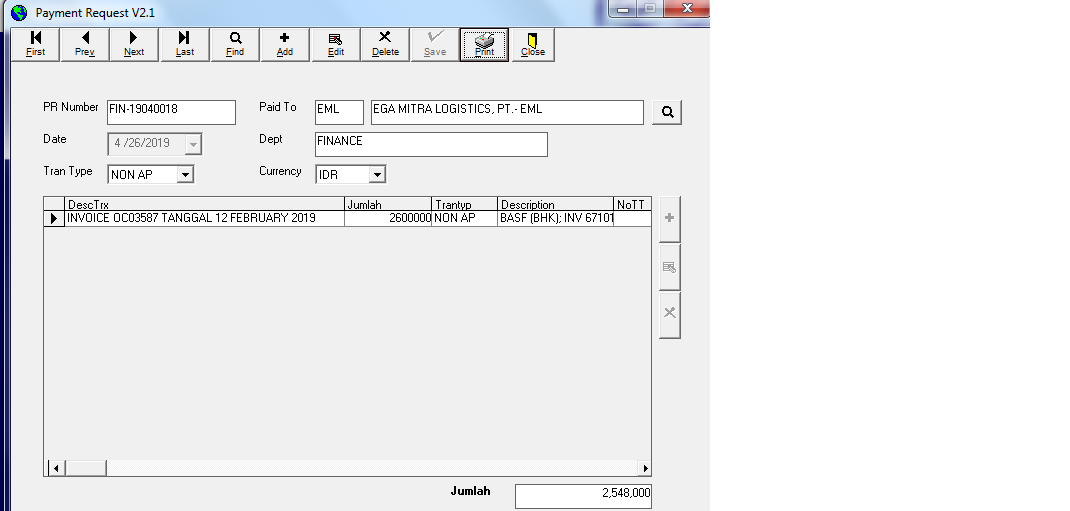 Payment Request V2.1
First Prev Next Last Find Add Edit Delete Save Print Close
PR Number FIN-19040018 Paid To EML EGA MITRA LOGISTICS, PT.- EML
Date 4 /26/2019 Dept FINANCE
Tran Type NON AP Currency IDR
DescTrx Jumlah Trantyp Description NoTT
INVOICE OC03587 TANGGAL 12 FEBRUARY 2019 2600000 NON AP BASF (BHK); INV 67101
Jumlah 2,548,000